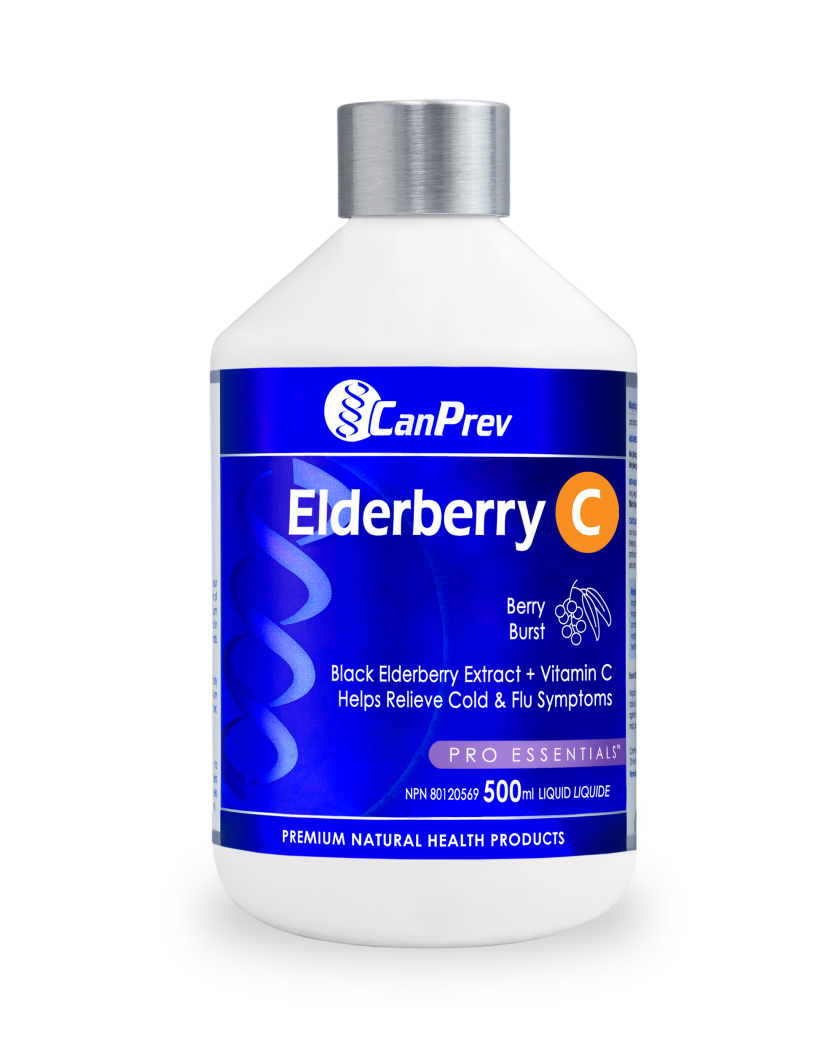 CanPrev
Elderberry C
Berry
Burst
Black Elderberry Extract + Vitamin C
Helps Relieve Cold & Flu Symptoms
PRO ESSENTIALS™
NPN 80120569 500ml LIQUID LIQUIDE
PREMIUM NATURAL HEALTH PRODUCTS